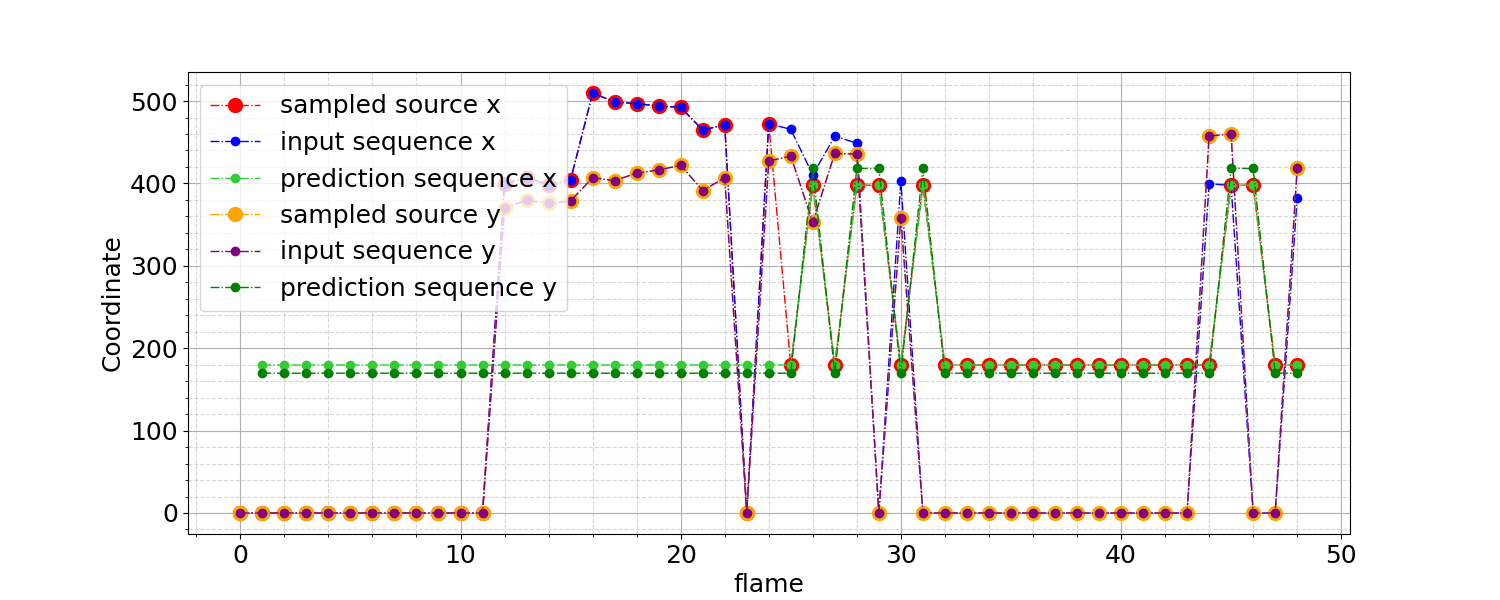 sampled source x
input sequence x
prediction sequence x
sampled source y
input sequence y
prediction sequence y
500
400
300
200
100
0
Coordinate
0 10 20 30 40 50
flame